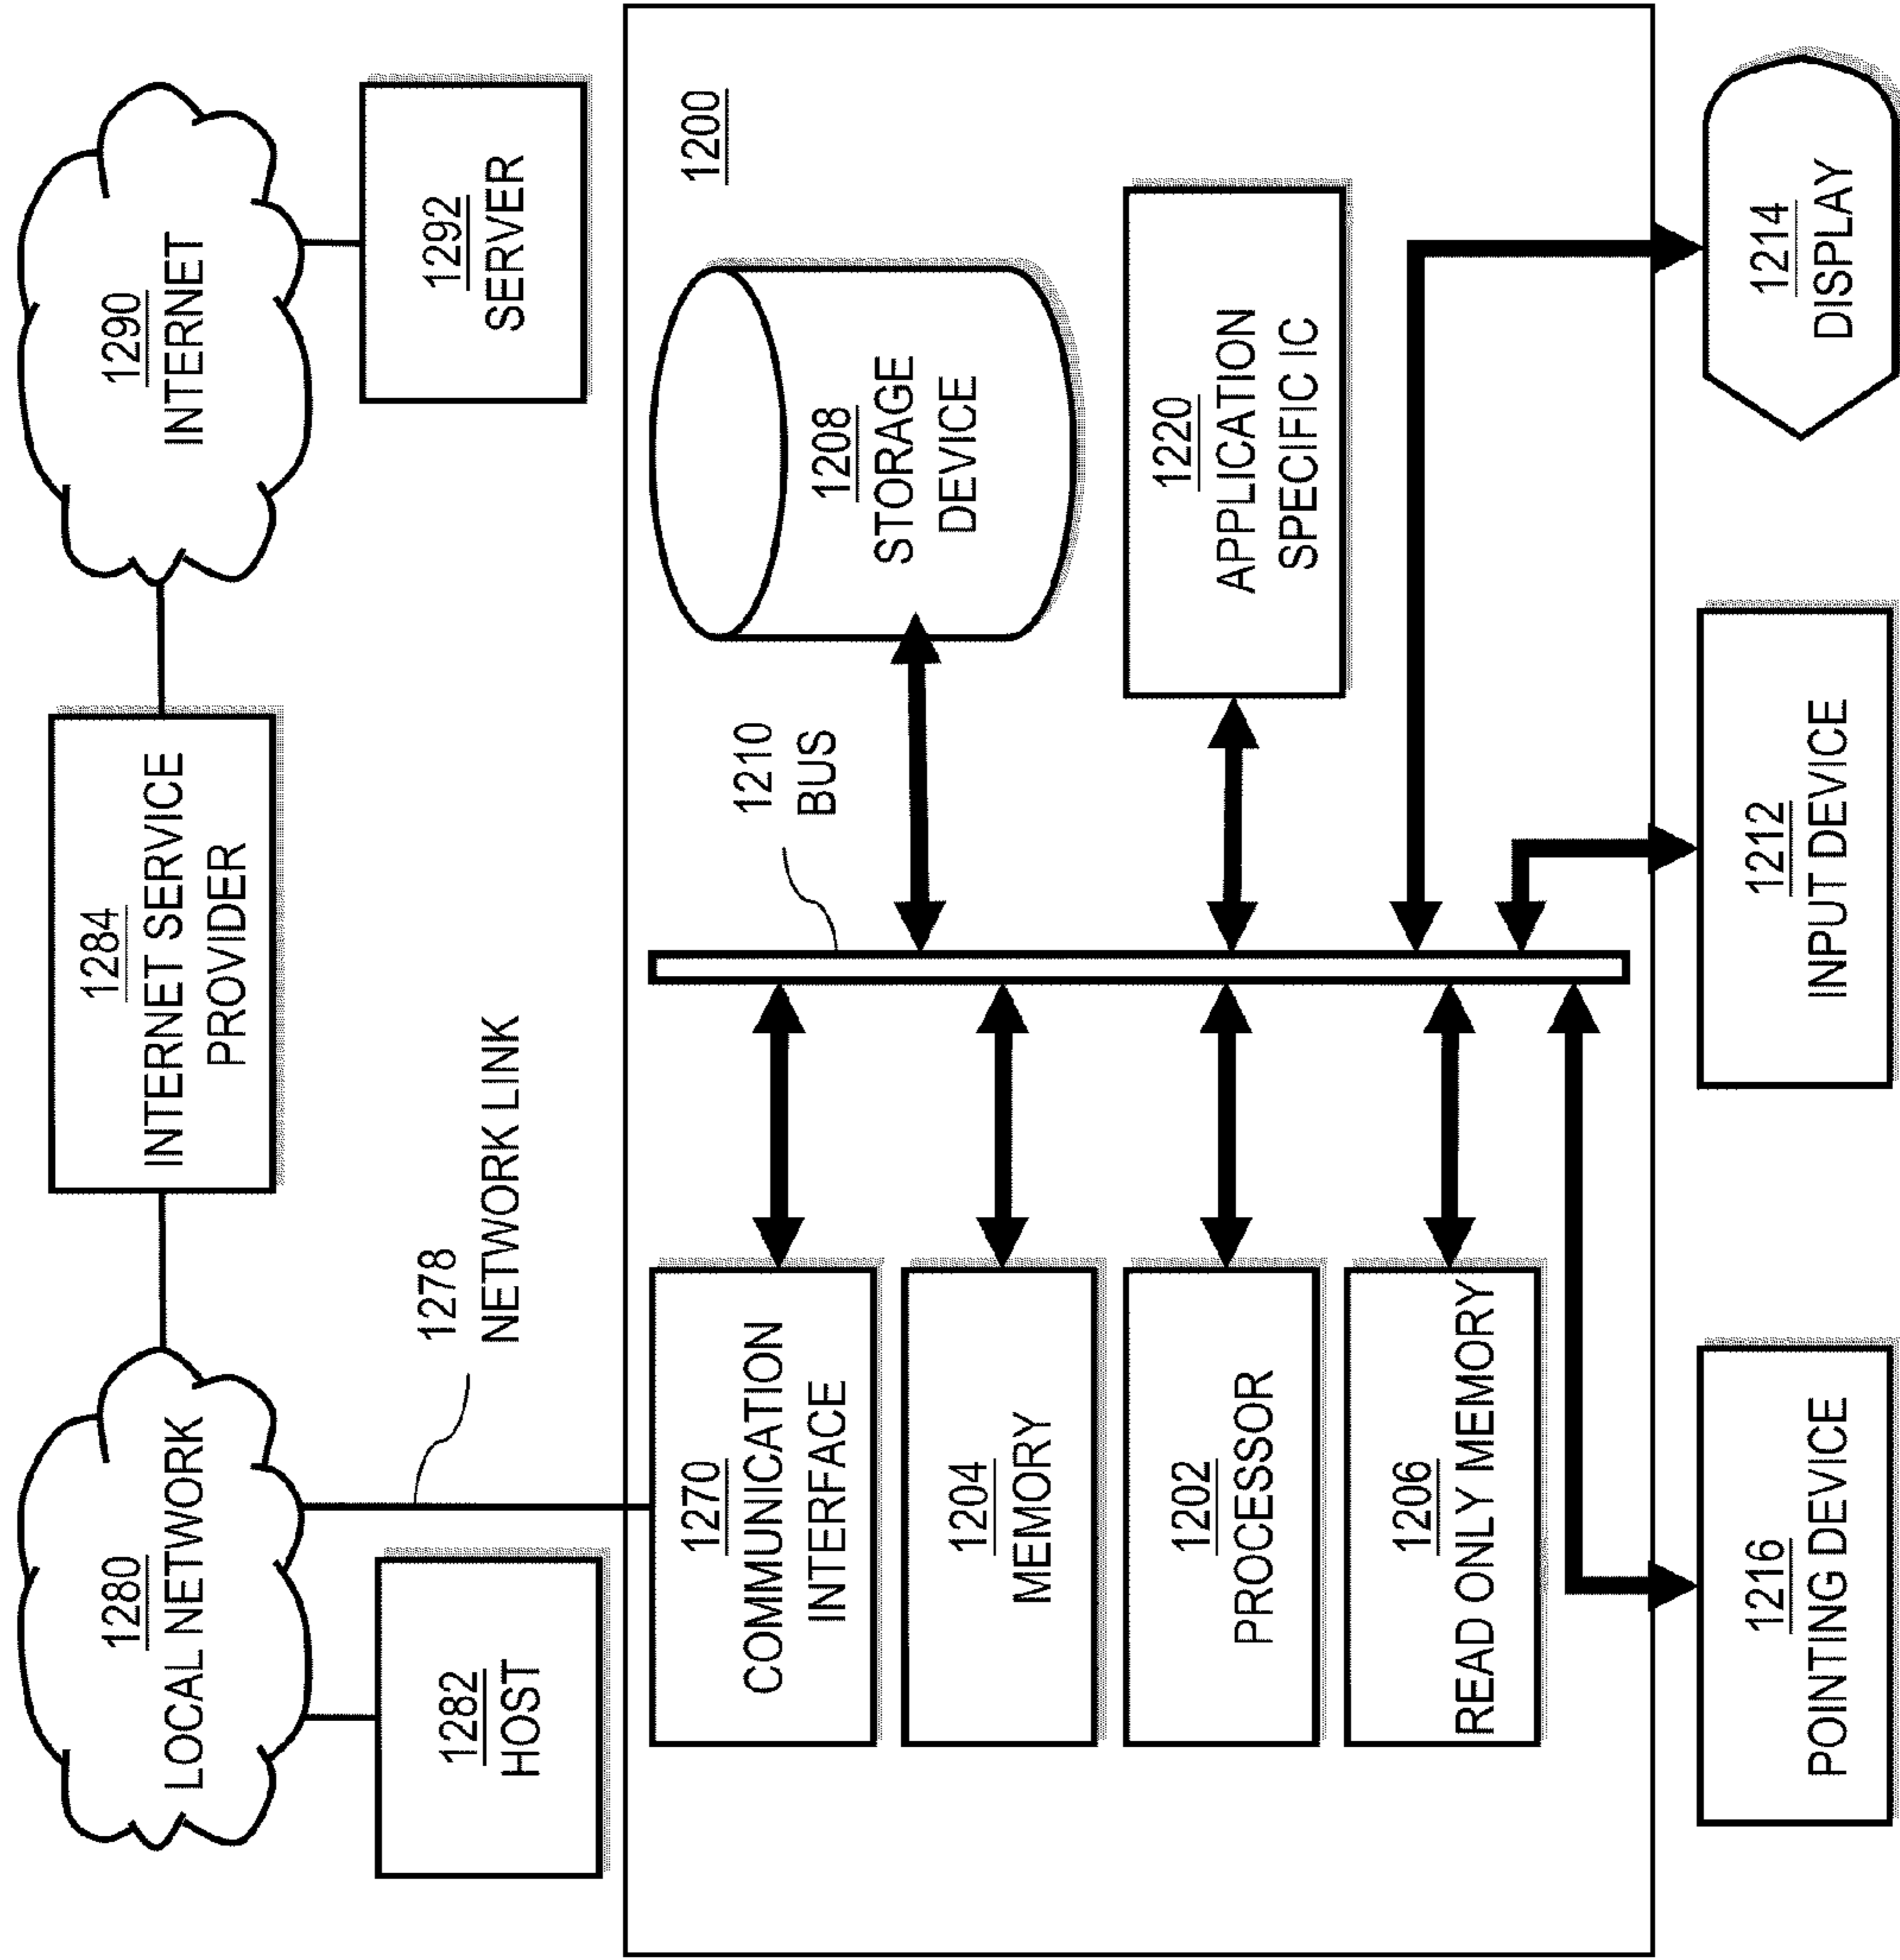 1280
LOCAL NETWORK
1284
INTERNET SERVICE
PROVIDER
1290
INTERNET
1282
HOST
1278
NETWORK LINK
1292
SERVER
1200
1270
COMMUNICATION
INTERFACE
1210
BUS
1208
STORAGE
DEVICE
1204
MEMORY
1202
PROCESSOR
1220
APPLICATION
SPECIFIC IC
1206
READ ONLY MEMORY
1216
POINTING DEVICE
1212
INPUT DEVICE
1214
DISPLAY